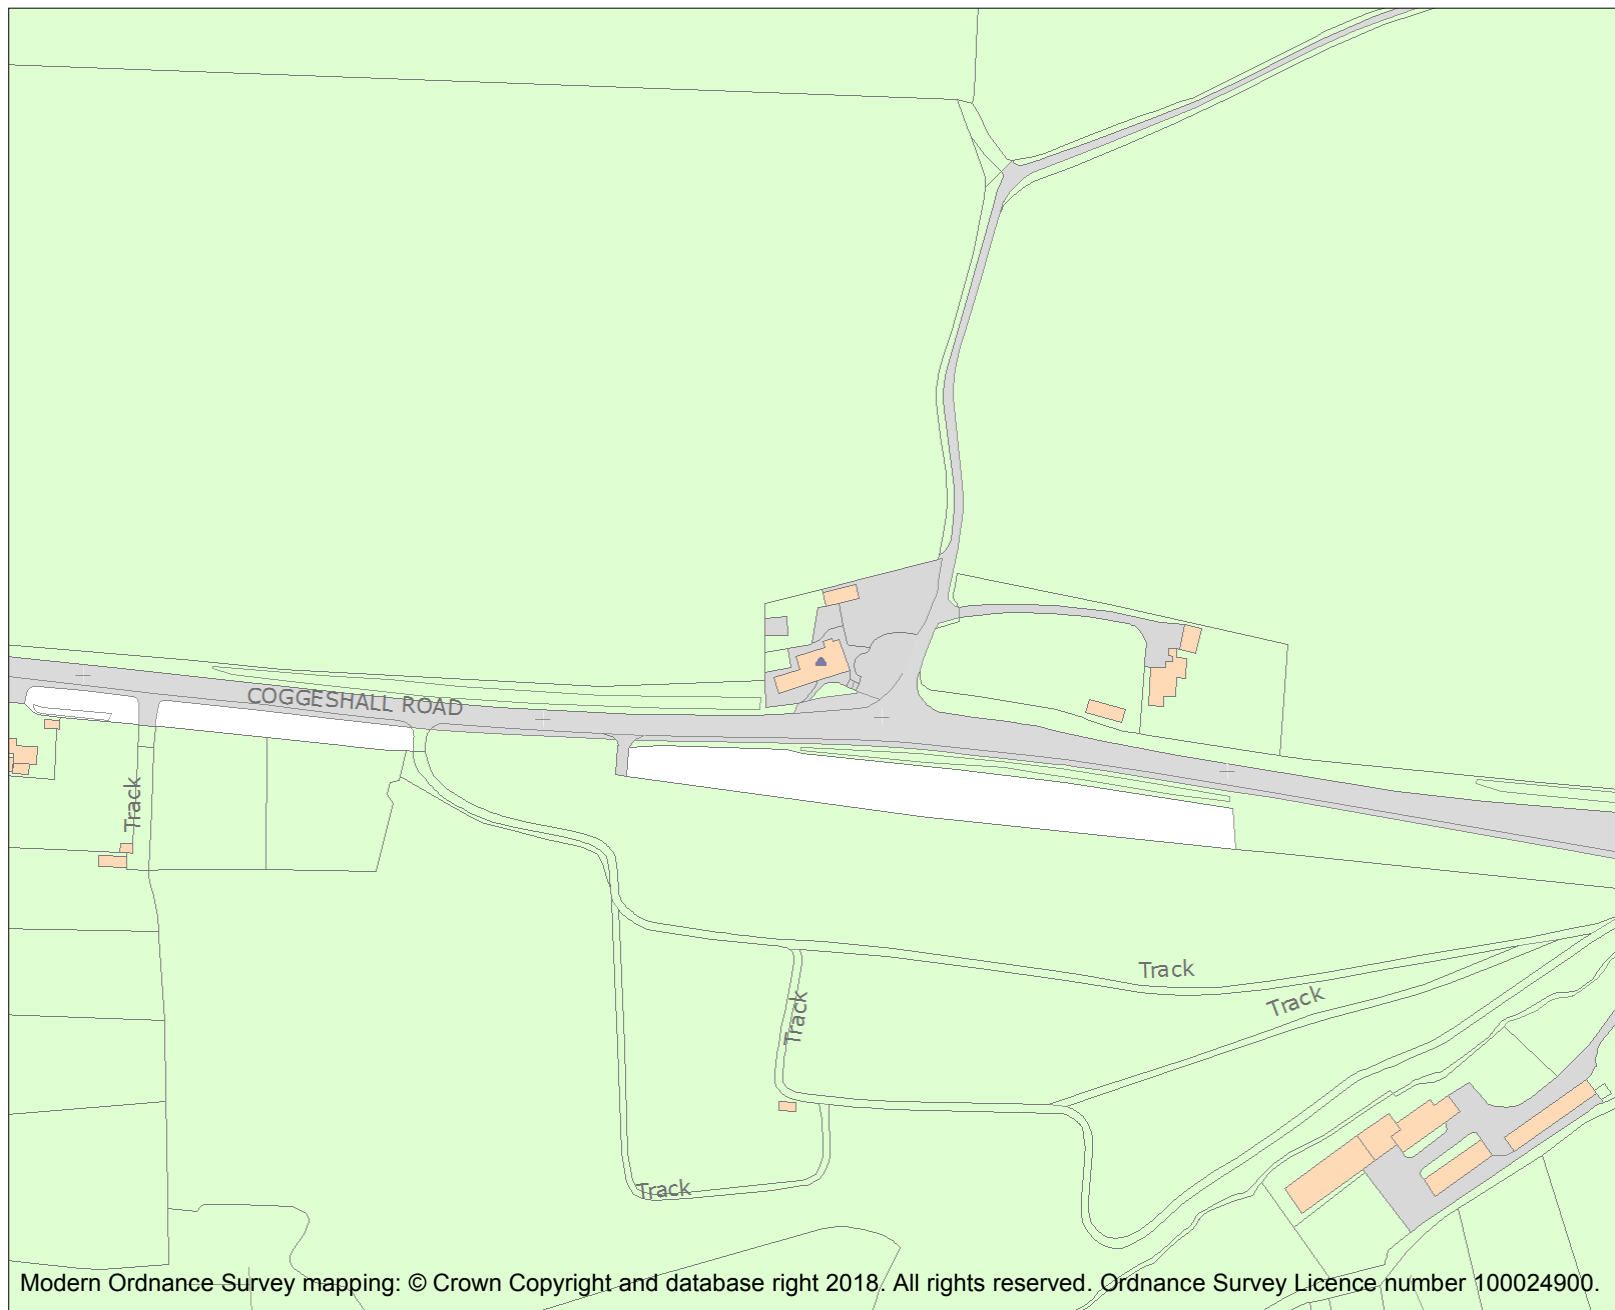 COGGESHALL ROAD
Track
Track
Track
Track
Track
Modern Ordnance Survey mapping: © Crown Copyright and database right 2018. All rights reserved. Ordnance Survey Licence number 100024900.